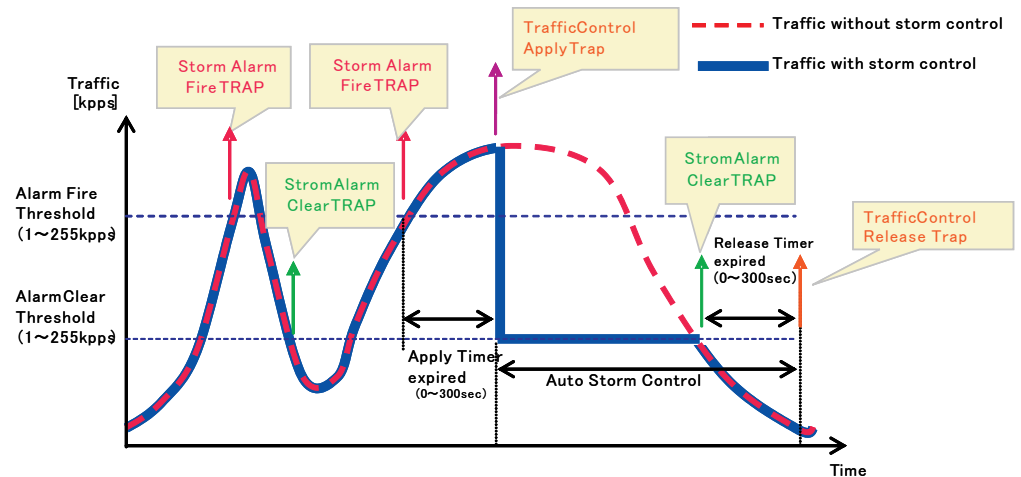 TrafficControl
ApplyTrap
Traffic without storm control
Traffic with storm control
Storm Alarm
FireTRAP
Storm Alarm
FireTRAP
Traffic
[kpps]
StromAlarm
ClearTRAP
StromAlarm
ClearTRAP
Alarm Fire
Threshold
(1～255kpps)
TrafficControl
Release Trap
Release Timer
expired
(0～300sec)
AlarmClear
Threshold
(1～255kpps)
Apply Timer
expired
(0～300sec)
Auto Storm Control
Time